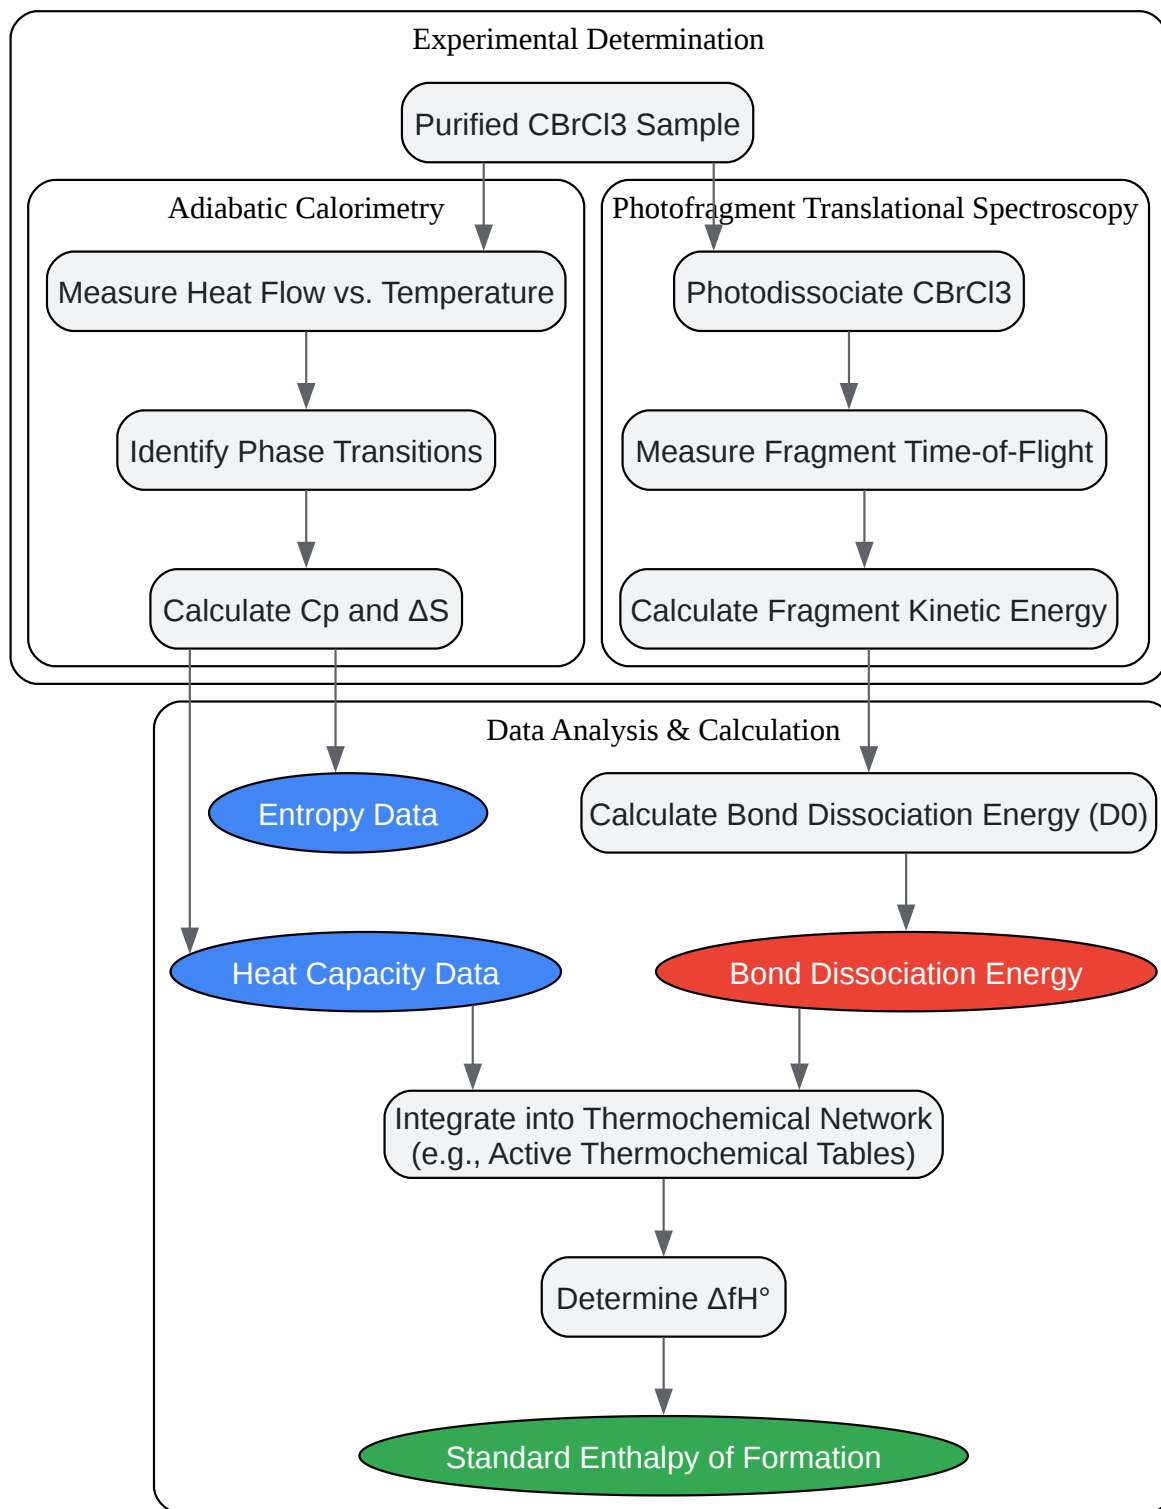 Experimental Determination
Purified CBrCl3 Sample
Adiabatic Calorimetry
Photofragment Translational Spectroscopy
Measure Heat Flow vs. Temperature
Photodissociate CBrCl3
Identify Phase Transitions
Measure Fragment Time-of-Flight
Calculate Cp and ΔS
Calculate Fragment Kinetic Energy
Data Analysis & Calculation
Entropy Data
Calculate Bond Dissociation Energy (D0)
Heat Capacity Data
Bond Dissociation Energy
Integrate into Thermochemical Network
(e.g., Active Thermochemical Tables)
Determine ΔfH°
Standard Enthalpy of Formation